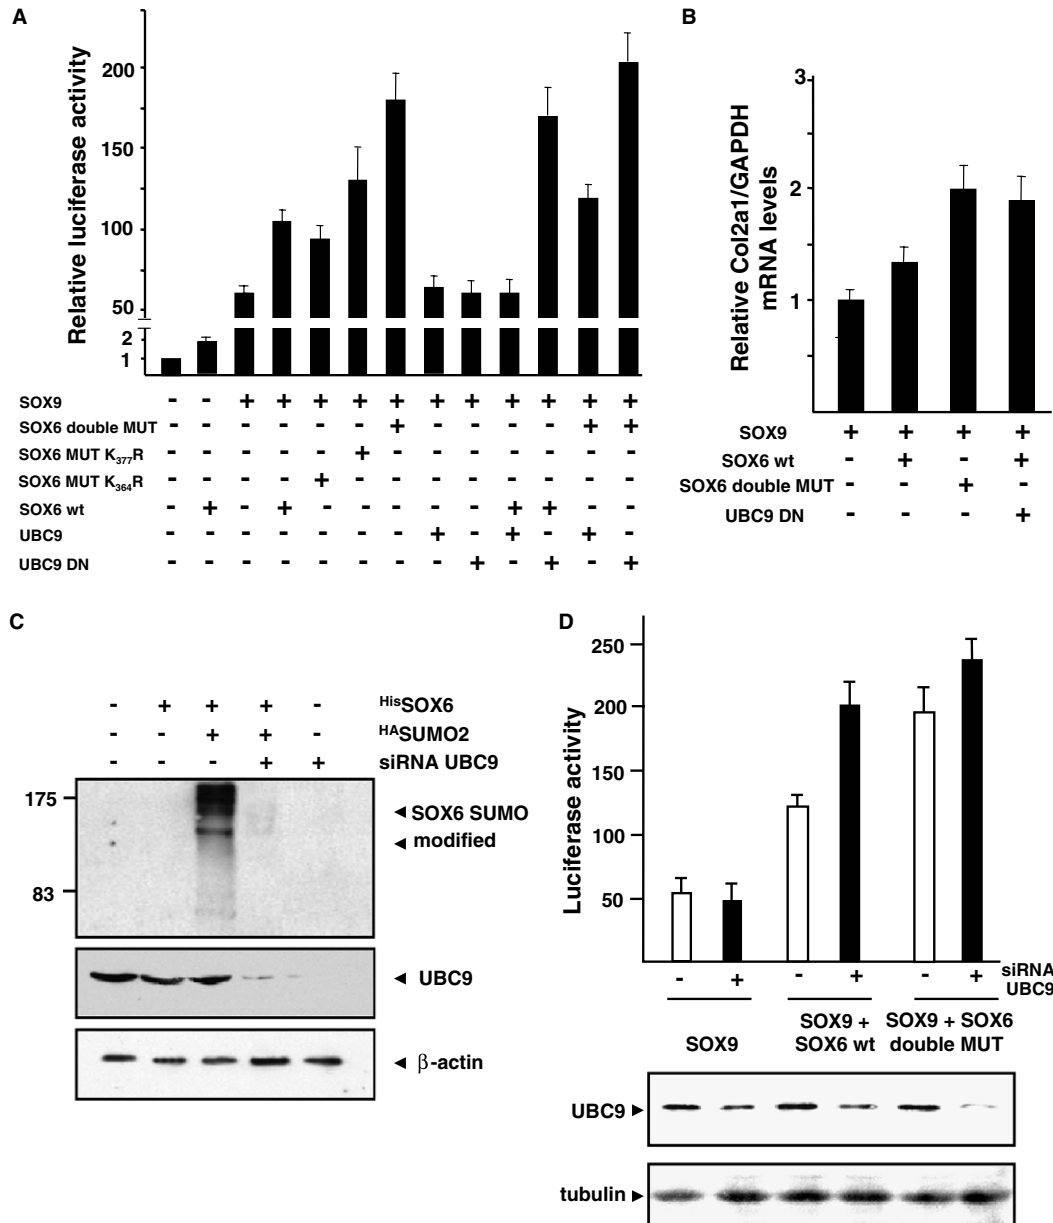 A
Relative luciferase activity
200
150
100
50
2
1
SOX9 - - + + + + + + + + + + +
SOX6 double MUT - - - - - - + - - - - + +
SOX6 MUT K377R - - - - - + - - - - - - -
SOX6 MUT K364R - - - - + - - - - - - - -
SOX6 wt - + - + - - - - - + + - -
UBC9 - - - - - - - + - + - + -
UBC9 DN - - - - - - - - + - + - +
B
Relative Col2a1/GAPDH
mRNA levels
3
2
1
SOX9 + + + +
SOX6 wt - + - +
SOX6 double MUT - - + -
UBC9 DN - - - +
C
- + + + - HisSOX6
- - + + - HASUMO2
- - - + + siRNA UBC9
175
83
◄ SOX6 SUMO
◄ modified
◄ UBC9
◄ β-actin
D
Luciferase activity
250
200
150
100
50
- + - + - + siRNA
UBC9
SOX9
SOX9 +
SOX6 wt
SOX9 + SOX6
double MUT
UBC9 ►
tubulin ►